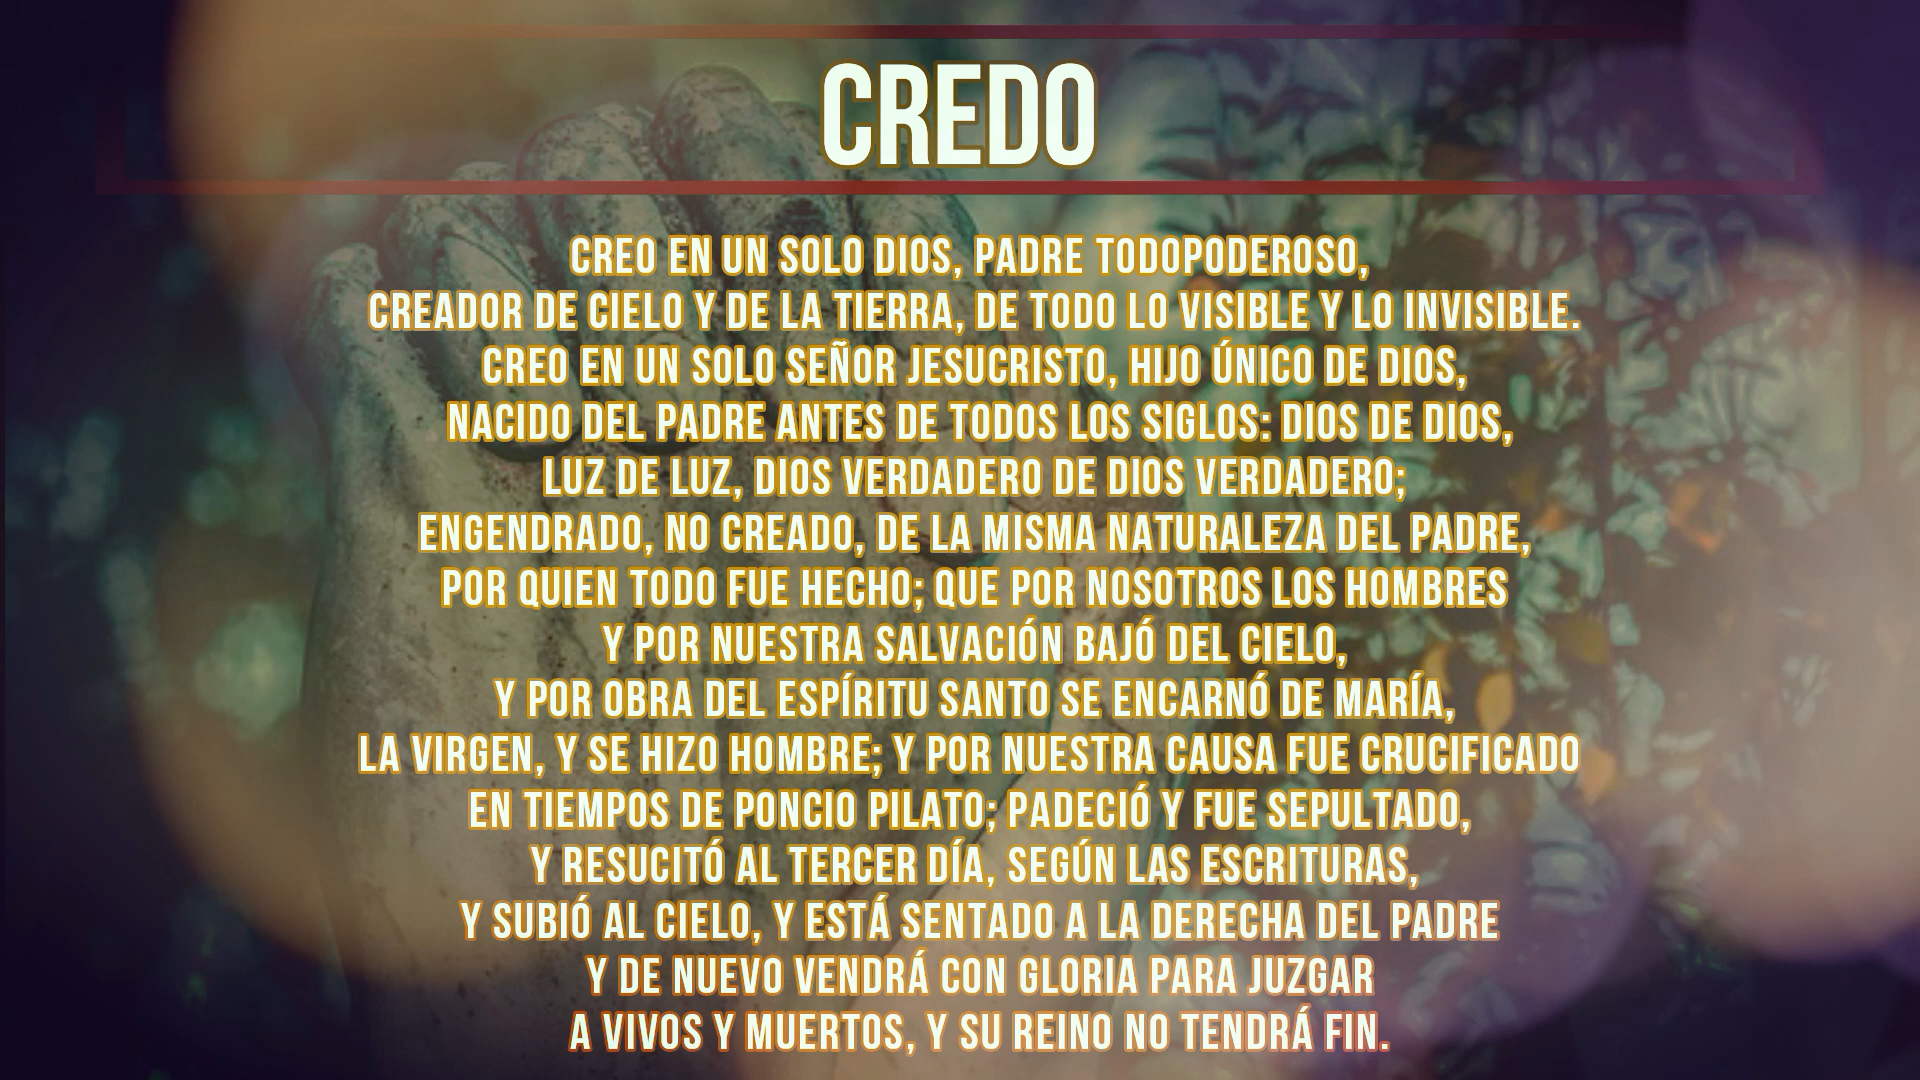 CREDO
CREO EN UN SOLO DIOS, PADRE TODOPODEROSO,
CREADOR DE CIELO Y DE LA TIERRA, DE TODO LO VISIBLE Y LO INVISIBLE.
CREO EN UN SOLO SEÑOR JESUCRISTO, HIJO ÚNICO DE DIOS,
NACIDO DEL PADRE ANTES DE TODOS LOS SIGLOS: DIOS DE DIOS,
LUZ DE LUZ, DIOS VERDADERO DE DIOS VERDADERO;
ENGENDRADO, NO CREADO, DE LA MISMA NATURALEZA DEL PADRE,
POR QUIEN TODO FUE HECHO; QUE POR NOSOTROS LOS HOMBRES
Y POR NUESTRA SALVACIÓN BAJÓ DEL CIELO,
Y POR OBRA DEL ESPÍRITU SANTO SE ENCARNÓ DE MARÍA,
LA VIRGEN, Y SE HIZO HOMBRE; Y POR NUESTRA CAUSA FUE CRUCIFICADO
EN TIEMPOS DE PONCIO PILATO; PADECIÓ Y FUE SEPULTADO,
Y RESUCITÓ AL TERCER DÍA, SEGÚN LAS ESCRITURAS,
Y SUBIÓ AL CIELO, Y ESTÁ SENTADO A LA DERECHA DEL PADRE
Y DE NUEVO VENDRÁ CON GLORIA PARA JUZGAR
A VIVOS Y MUERTOS, Y SU REINO NO TENDRÁ FIN.